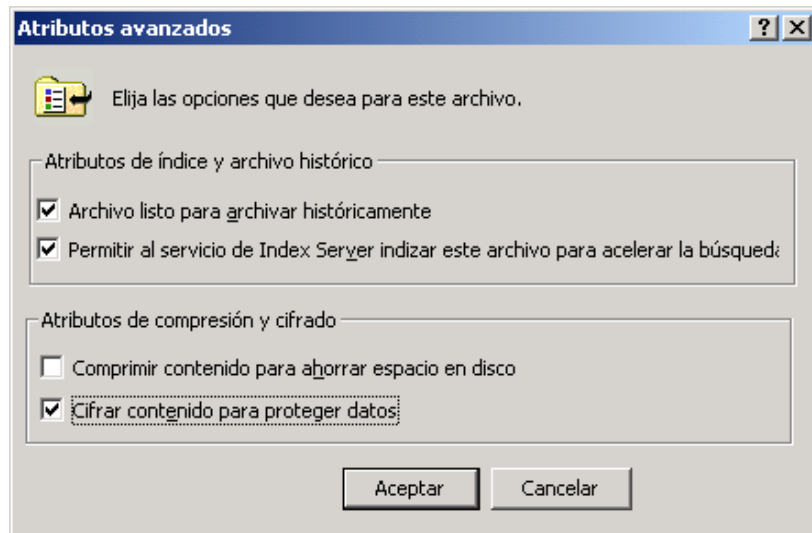 Atributos avanzados
Elija las opciones que desea para este archivo.
Atributos de índice y archivo histórico
Archivo listo para archivar históricamente
Permitir al servicio de Index Server indizar este archivo para acelerar la búsqueda
Atributos de compresión y cifrado
Comprimir contenido para ahorrar espacio en disco
Cifrar contenido para proteger datos
Aceptar
Cancelar